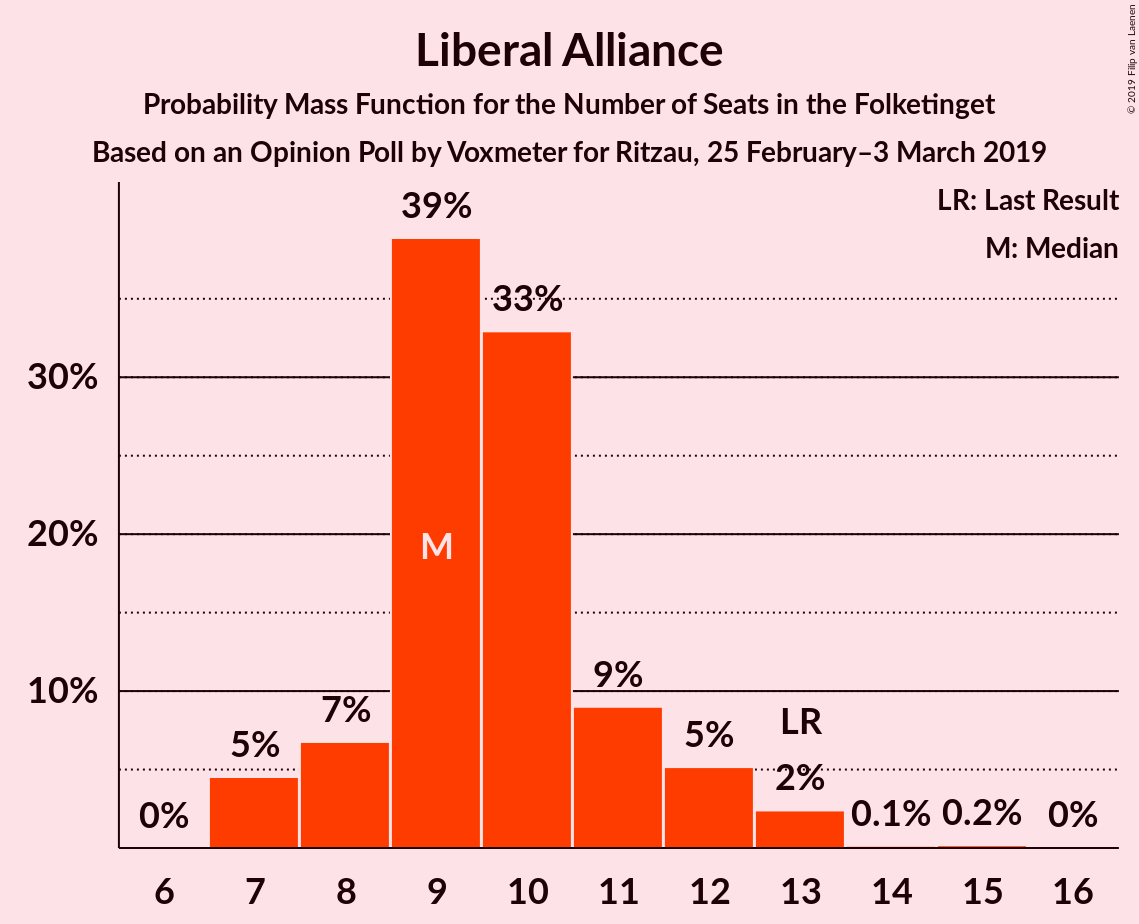 Liberal Alliance
Probability Mass Function for the Number of Seats in the Folketinget
Based on an Opinion Poll by Voxmeter for Ritzau, 25 February–3 March 2019
© 2019 Filip van Laenen
LR: Last Result
M: Median
39%
33%
30%
20%
M
10%
9%
LR
7%
5%
5%
2%
0%
0.1%
0.2%
0%
6 7 8 9 10 11 12 13 14 15 16